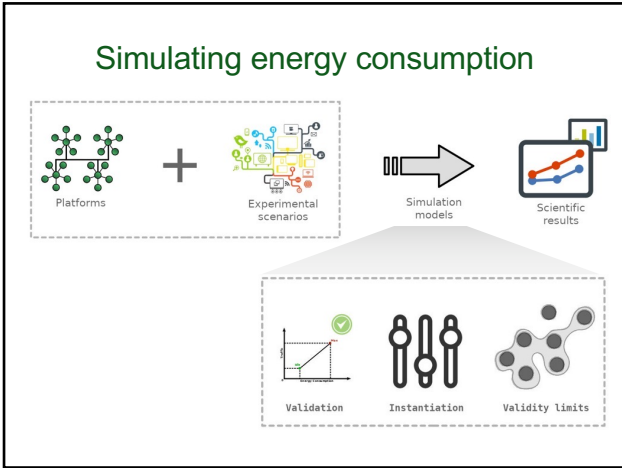 Simulating energy consumption
Platforms
Experimental
scenarios
Simulation
models
Scientific
results
Validation
Instantiation
Validity limits